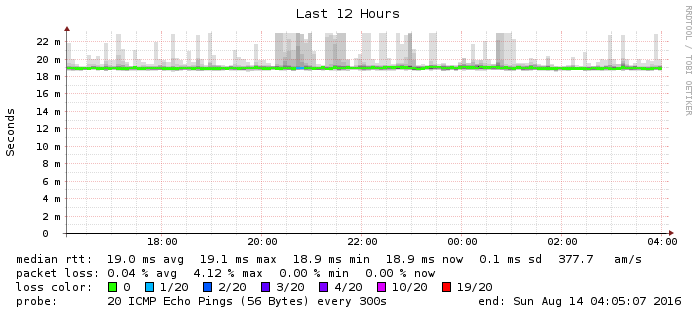 Last 12 Hours
RRDTOOL / TOBI OETIKER
Seconds
22 m
20 m
18 m
16 m
14 m
12 m
10 m
8 m
6 m
4 m
2 m
0
18:00 20:00 22:00 00:00 02:00 04:00
median rtt: 19.0 ms avg 19.1 ms max 18.9 ms min 18.9 ms now 0.1 ms sd 377.7 am/s
packet loss: 0.04 % avg 4.12 % max 0.00 % min 0.00 % now
loss color: 0 1/20 2/20 3/20 4/20 10/20 19/20
probe: 20 ICMP Echo Pings (56 Bytes) every 300s end: Sun Aug 14 04:05:07 2016